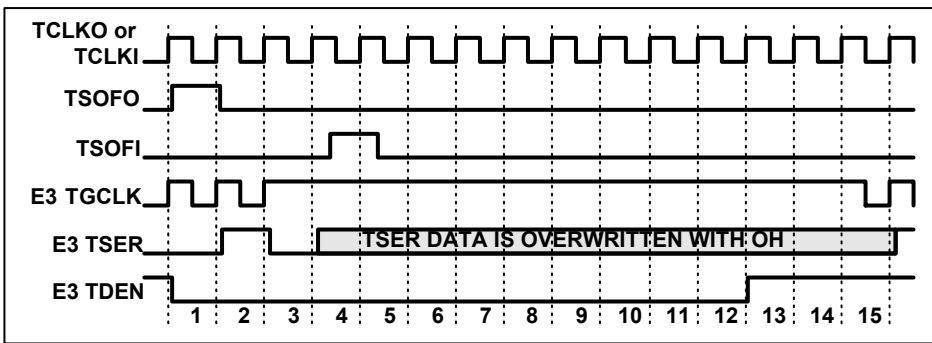 TCLKO or
TCLKI
TSOFO
TSOFI
E3 TGCLK
E3 TSER
TSER DATA IS OVERWRITTEN WITH OH
E3 TDEN
1 2 3 4 5 6 7 8 9 10 11 12 13 14 15